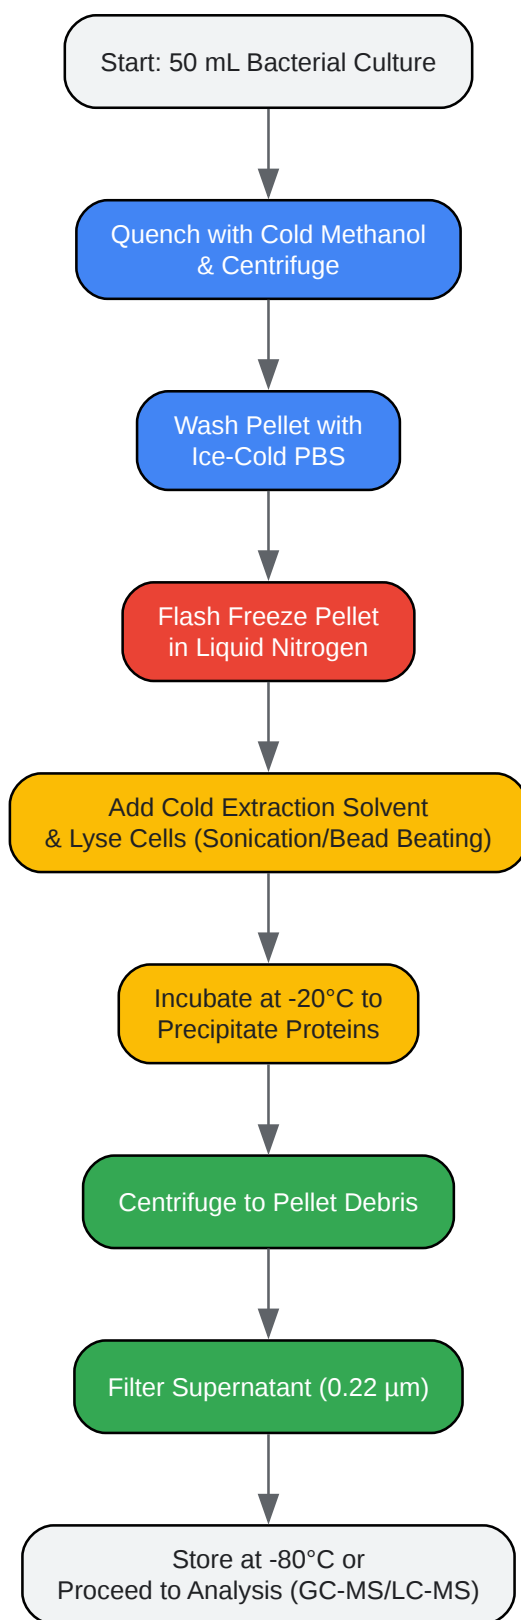 Start: 50 mL Bacterial Culture
Quench with Cold Methanol
& Centrifuge
Wash Pellet with
Ice-Cold PBS
Flash Freeze Pellet
in Liquid Nitrogen
Add Cold Extraction Solvent
& Lyse Cells (Sonication/Bead Beating)
Incubate at -20°C to
Precipitate Proteins
Centrifuge to Pellet Debris
Filter Supernatant (0.22 µm)
Store at -80°C or
Proceed to Analysis (GC-MS/LC-MS)